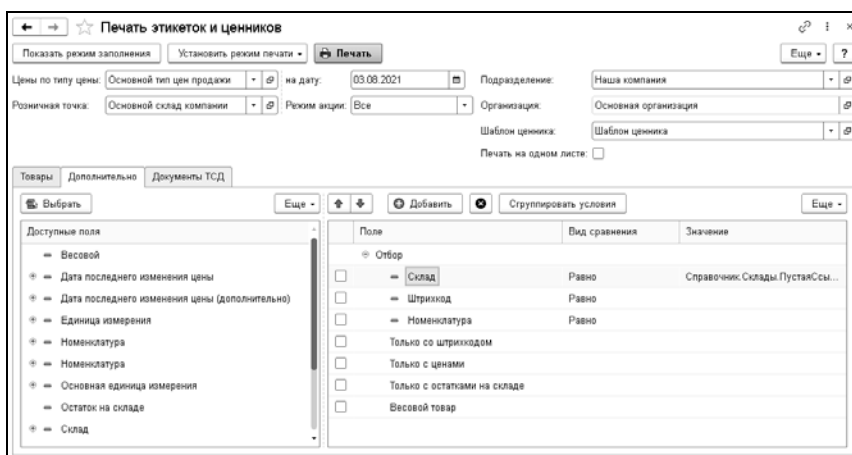 Печать этикеток и ценников
Показать режим заполнения Установить режим печати Печать Еще ?
Цены по типу цены: Основной тип цен продажи на дату: 03.08.2021 Подразделение: Наша компания
Розничная точка: Основной склад компании Режим акции: Все Организация: Основная организация
Шаблон ценника: Шаблон ценника
Печать на одном листе:
Товары Дополнительно Документы ТСД
Выбрать Еще Добавить Сгруппировать условия Еще
Доступные поля Поле Вид сравнения Значение
Весовой Отбор
Дата последнего изменения цены Склад Равно Справочник.Склады.ПустаяСсы...
Дата последнего изменения цены (дополнительно) Штрихкод Равно
Единица измерения Номенклатура Равно
Номенклатура Только со штрихкодом
Номенклатура Только с ценами
Основная единица измерения Только с остатками на складе
Остаток на складе Весовой товар
Склад